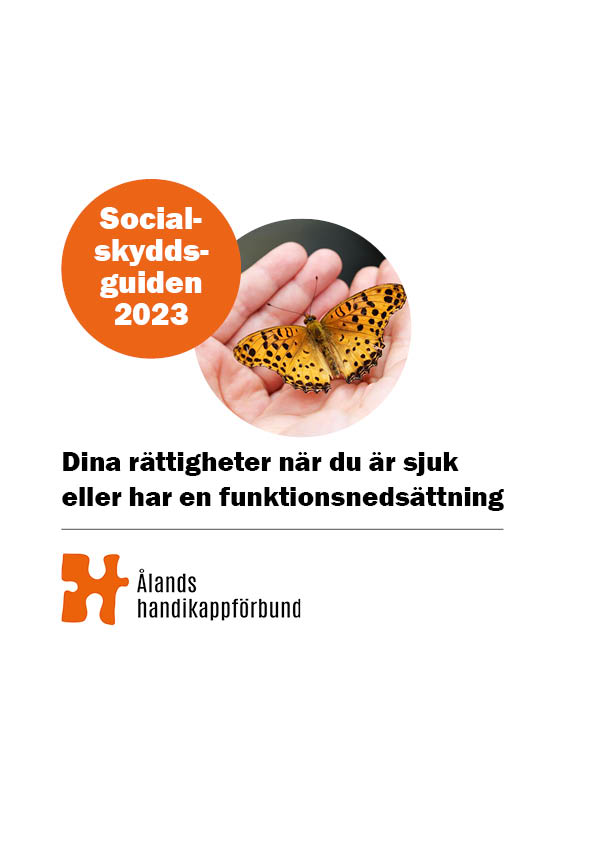 Social-
skydds-
guiden
2023
Dina rättigheter när du är sjuk
eller har en funktionsnedsättning
Ålands
handikappförbund